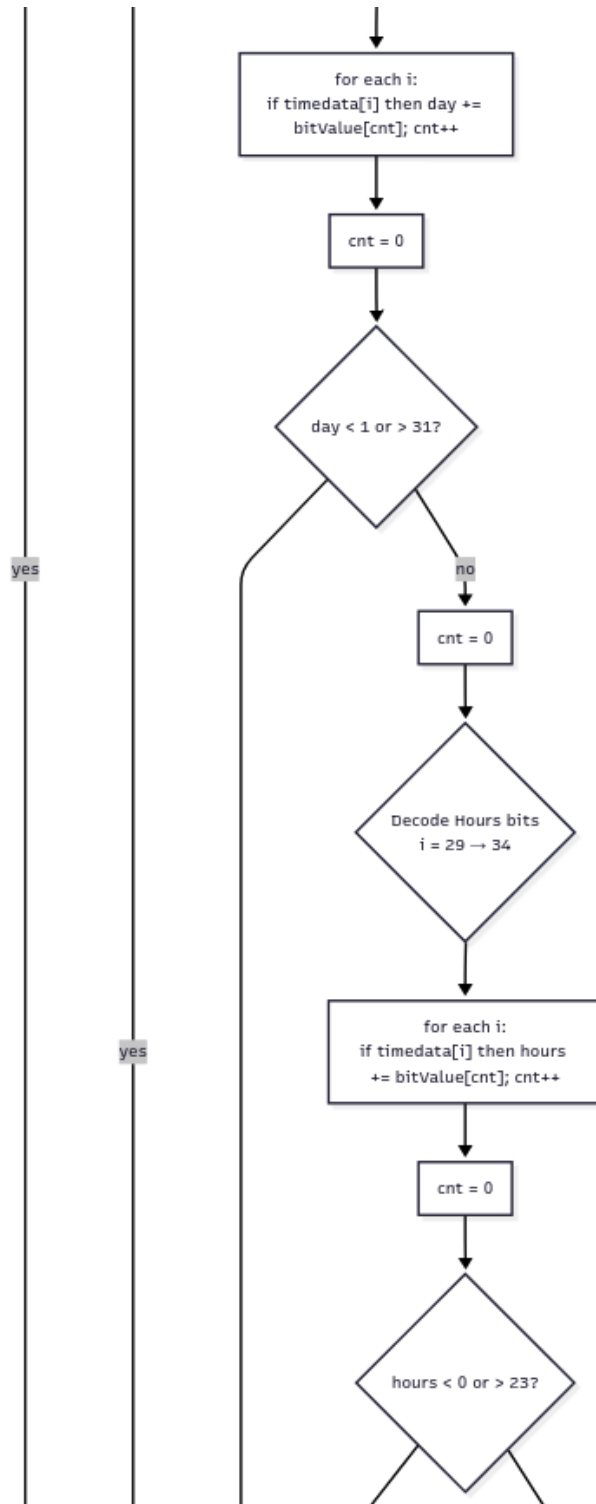 for each i:
if timedata[i] then day +=
bitValue[cnt]; cnt++
cnt = 0
day < 1 or > 31?
yes
no
cnt = 0
Decode Hours bits
i = 29 → 34
for each i:
if timedata[i] then hours
+= bitValue[cnt]; cnt++
yes
cnt = 0
hours < 0 or > 23?